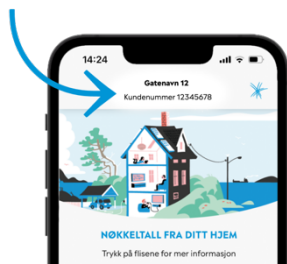 14:24
Gatenavn 12
Kundenummer 12345678
NØKKELTALL FRA DITT HJEM
Trykk på flisene for mer informasjon